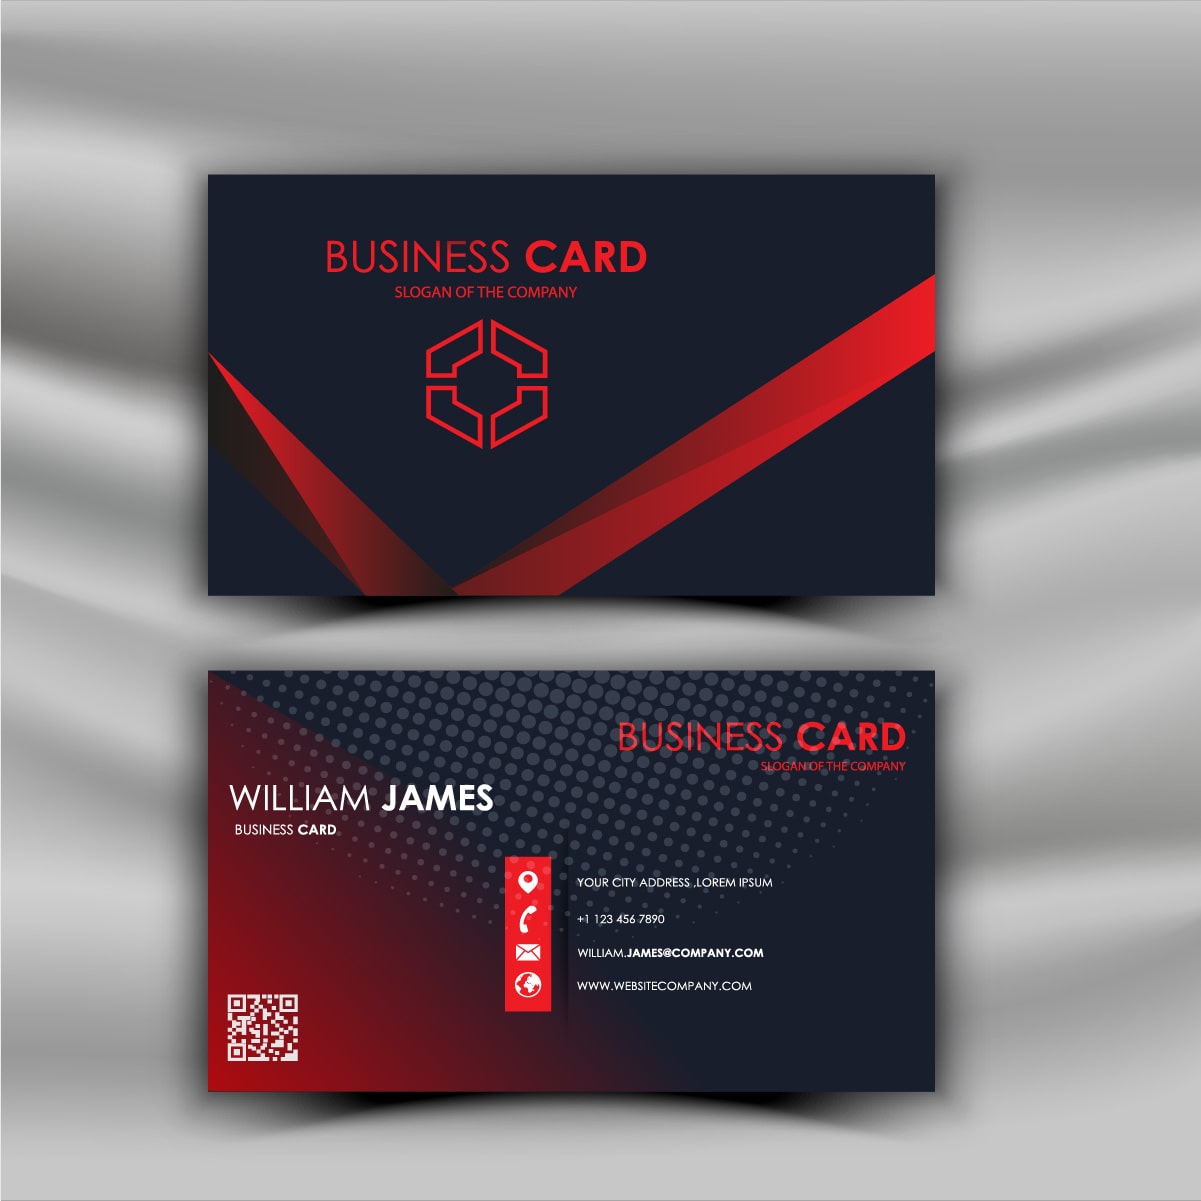 BUSINESS CARD
SLOGAN OF THE COMPANY
BUSINESS CARD
SLOGAN OF THE COMPANY
WILLIAM JAMES
BUSINESS CARD
YOUR CITY ADDRESS ,LOREM IPSUM
+1 123 456 7890
WILLIAM.JAMES@COMPANY.COM
WWW.WEBSITECOMPANY.COM